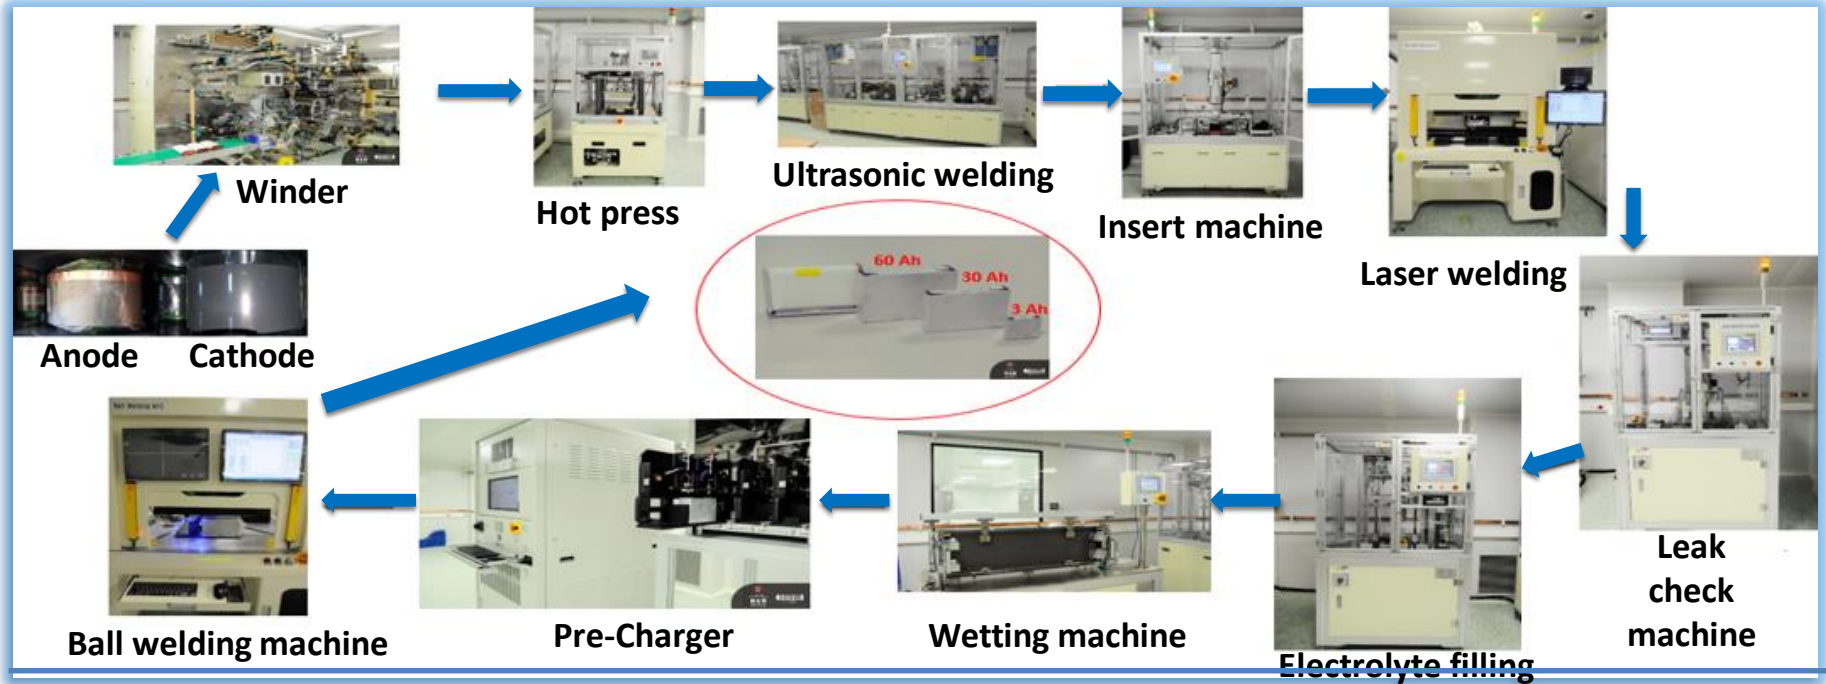 Winder
Hot press
Ultrasonic welding
Insert machine
Laser welding
Anode
Cathode
60 Ah
30 Ah
3 Ah
Leak
check
machine
Electrolyte filling
Wetting machine
Pre-Charger
Ball welding machine